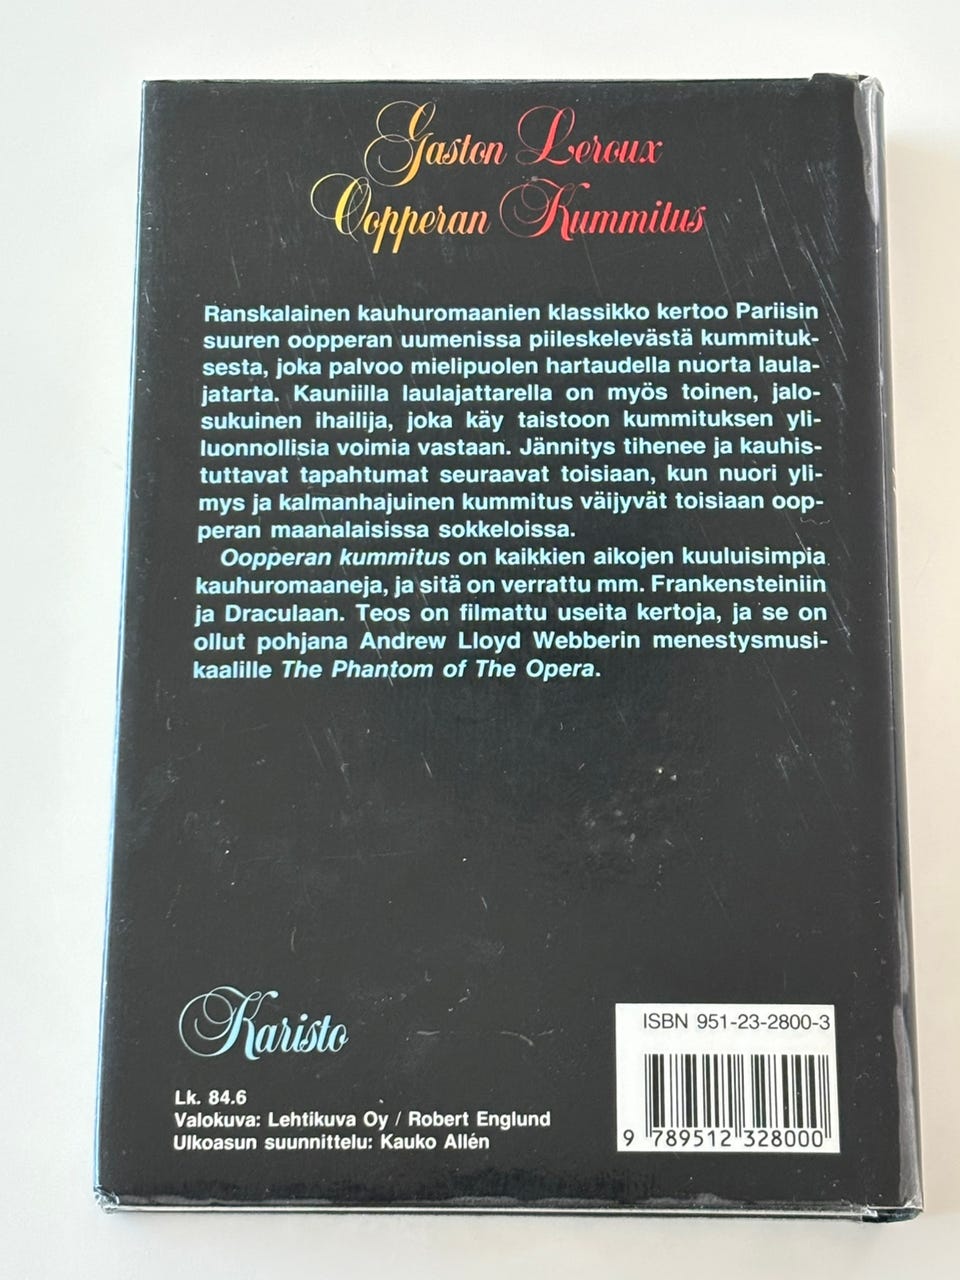 Gaston Leroux
Oopperan Kummitus
Ranskalainen kauhuromaanien klassikko kertoo Pariisin
suuren oopperan uumenissa piileskelevästä kummituk-
sesta, joka palvoo mielipuolen hartaudella nuorta laula-
jatarta. Kauniilla laulajattarella on myös toinen, jalo-
sukuinen ihailija, joka käy taistoon kummituksen yli-
luonnollisia voimia vastaan. Jännitys tihenee ja kauhis-
tuttavat tapahtumat seuraavat toisiaan, kun nuori yli-
mys ja kalmanhajuinen kummitus väijyvät toisiaan oop-
peran maanalaisissa sokkeloissa.
Oopperan kummitus on kaikkien aikojen kuuluisimpia
kauhuromaaneja, ja sitä on verrattu mm. Frankensteiniin
ja Draculaan. Teos on filmattu useita kertoja, ja se on
ollut pohjana Andrew Lloyd Webberin menestysmusi-
kaalille The Phantom of The Opera.
Karisto
Lk. 84.6
Valokuva: Lehtikuva Oy / Robert Englund
Ulkoasun suunnittelu: Kauko Allén
ISBN 951-23-2800-3
9 789512 328000